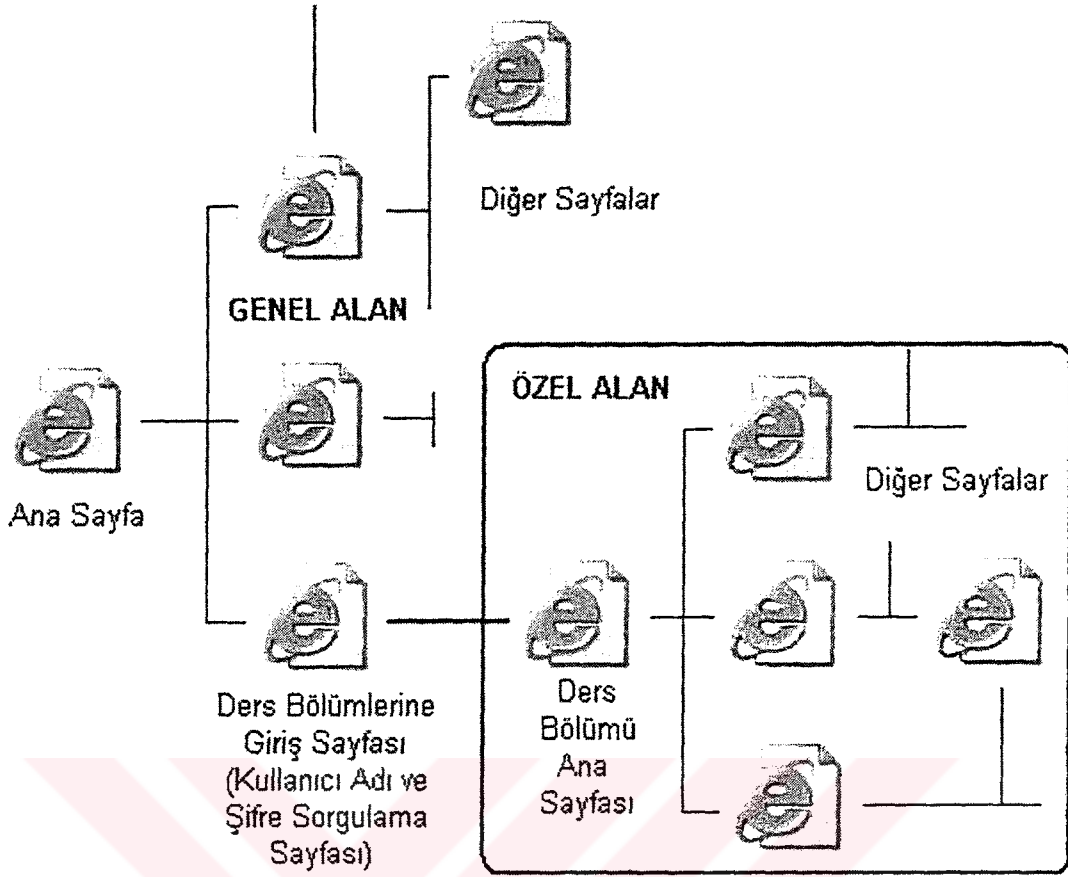 Diğer Sayfalar
GENEL ALAN
ÖZEL ALAN
Ana Sayfa
Diğer Sayfalar
Ders Bölümlerine
Giriş Sayfası
(Kullanıcı Adı ve
Şifre Sorgulama
Sayfası)
Ders
Bölümü
Ana
Sayfası